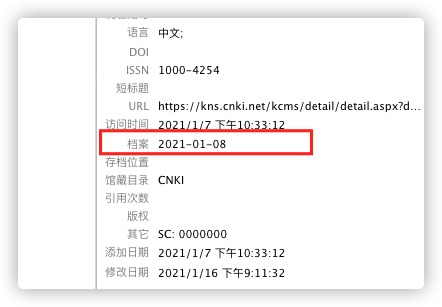 语言 中文;
DOI
ISSN 1000-4254
短标题
URL https://kns.cnki.net/kcms/detail/detail.aspx?d...
访问时间 2021/1/7 下午10:33:12
档案 2021-01-08
存档位置
馆藏目录 CNKI
引用次数
版权
其它 SC: 0000000
添加日期 2021/1/7 下午10:33:12
修改日期 2021/1/16 下午9:11:32